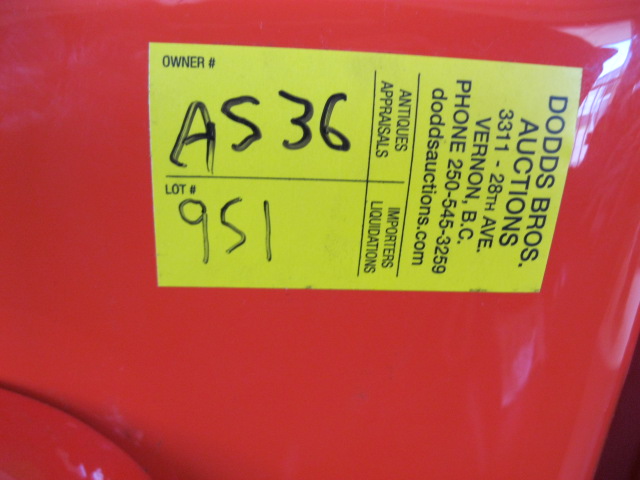 OWNER #
AS36
LOT #
951
ANTIQUES
APPRAISALS
IMPORTERS
LIQUIDATIONS
DODDS BROS.
AUCTIONS
3311 - 28TH AVE.
VERNON, B.C.
PHONE 250-545-3259
doddsauctions.com